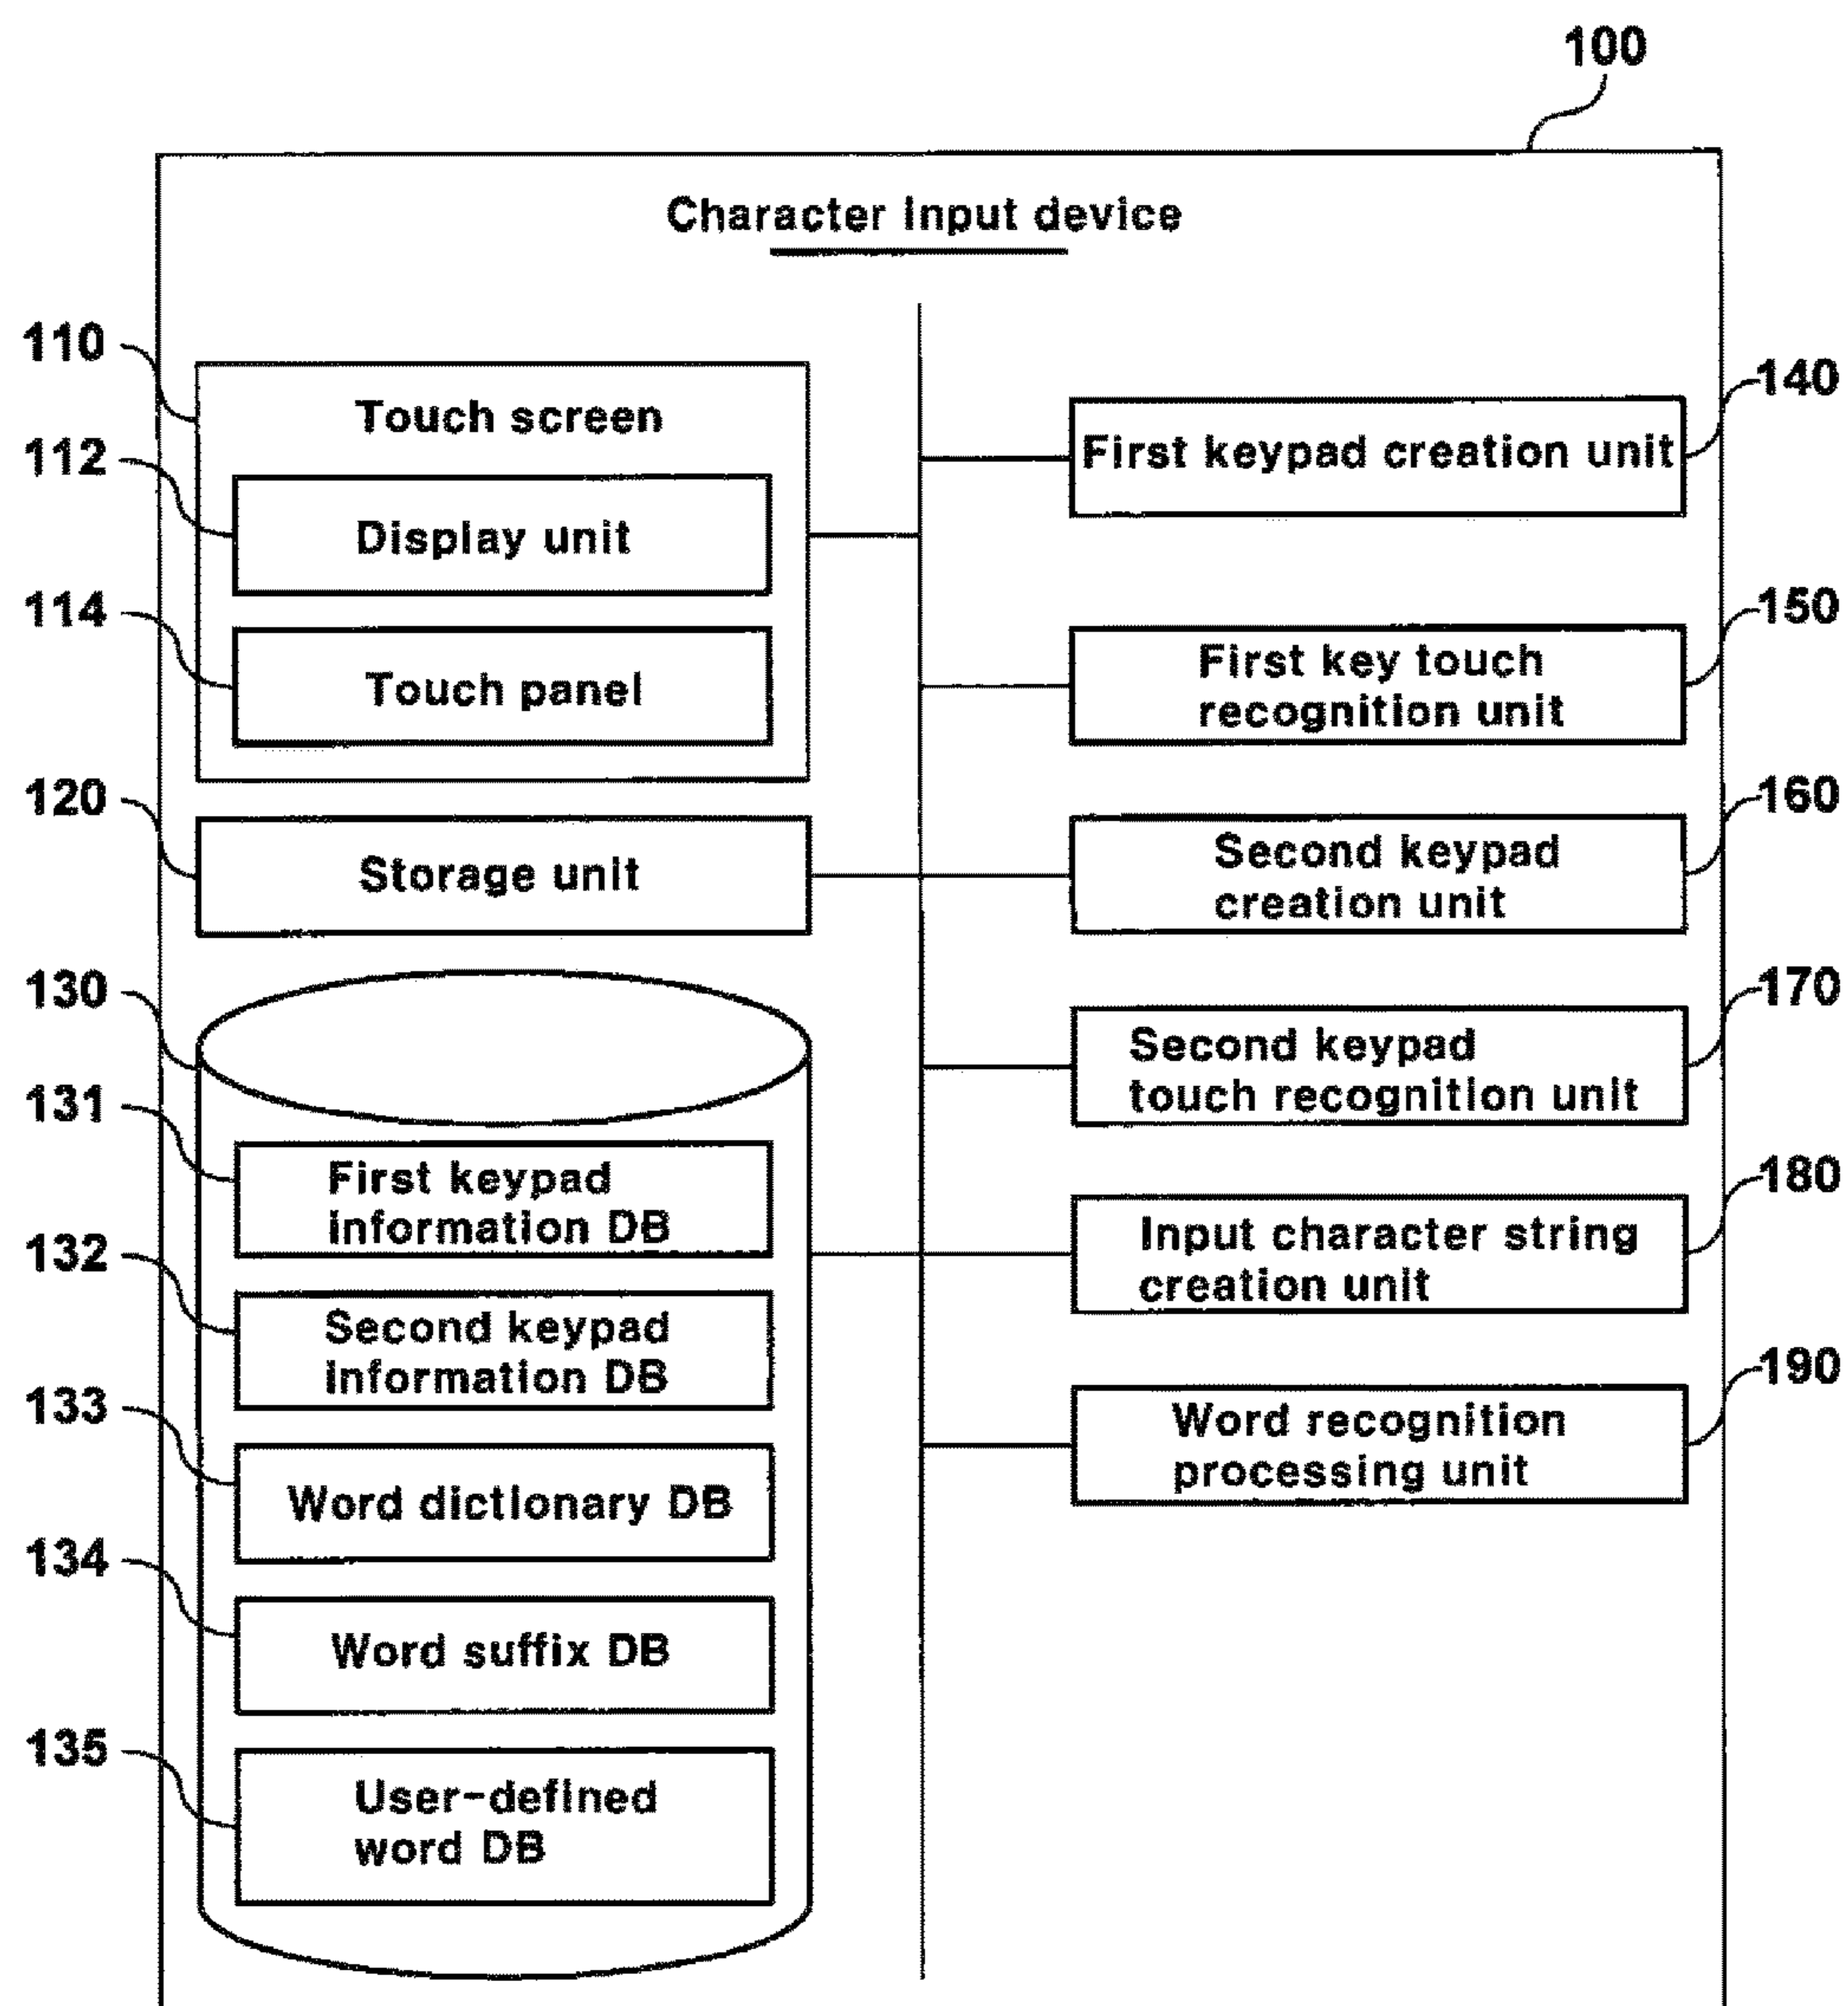 100
Character Input device
110
Touch screen
112
Display unit
114
Touch panel
120
Storage unit
130
131
First keypad
information DB
132
Second keypad
information DB
133
Word dictionary DB
134
Word suffix DB
135
User-defined
word DB
140
First keypad creation unit
150
First key touch
recognition unit
160
Second keypad
creation unit
170
Second keypad
touch recognition unit
180
Input character string
creation unit
190
Word recognition
processing unit